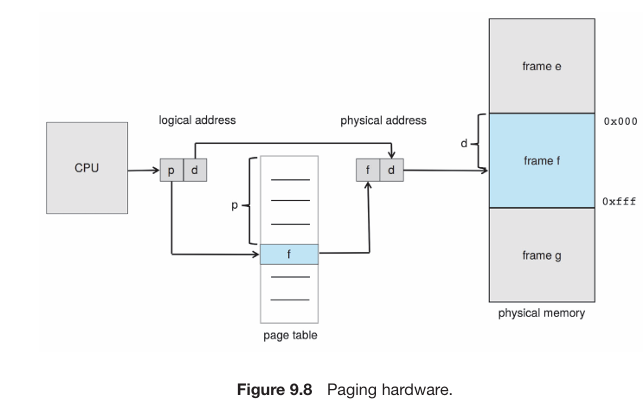 frame e
logical address
physical address
0x000
d
CPU
p d
f d
frame f
p
0xfff
f
frame g
physical memory
page table
Figure 9.8 Paging hardware.